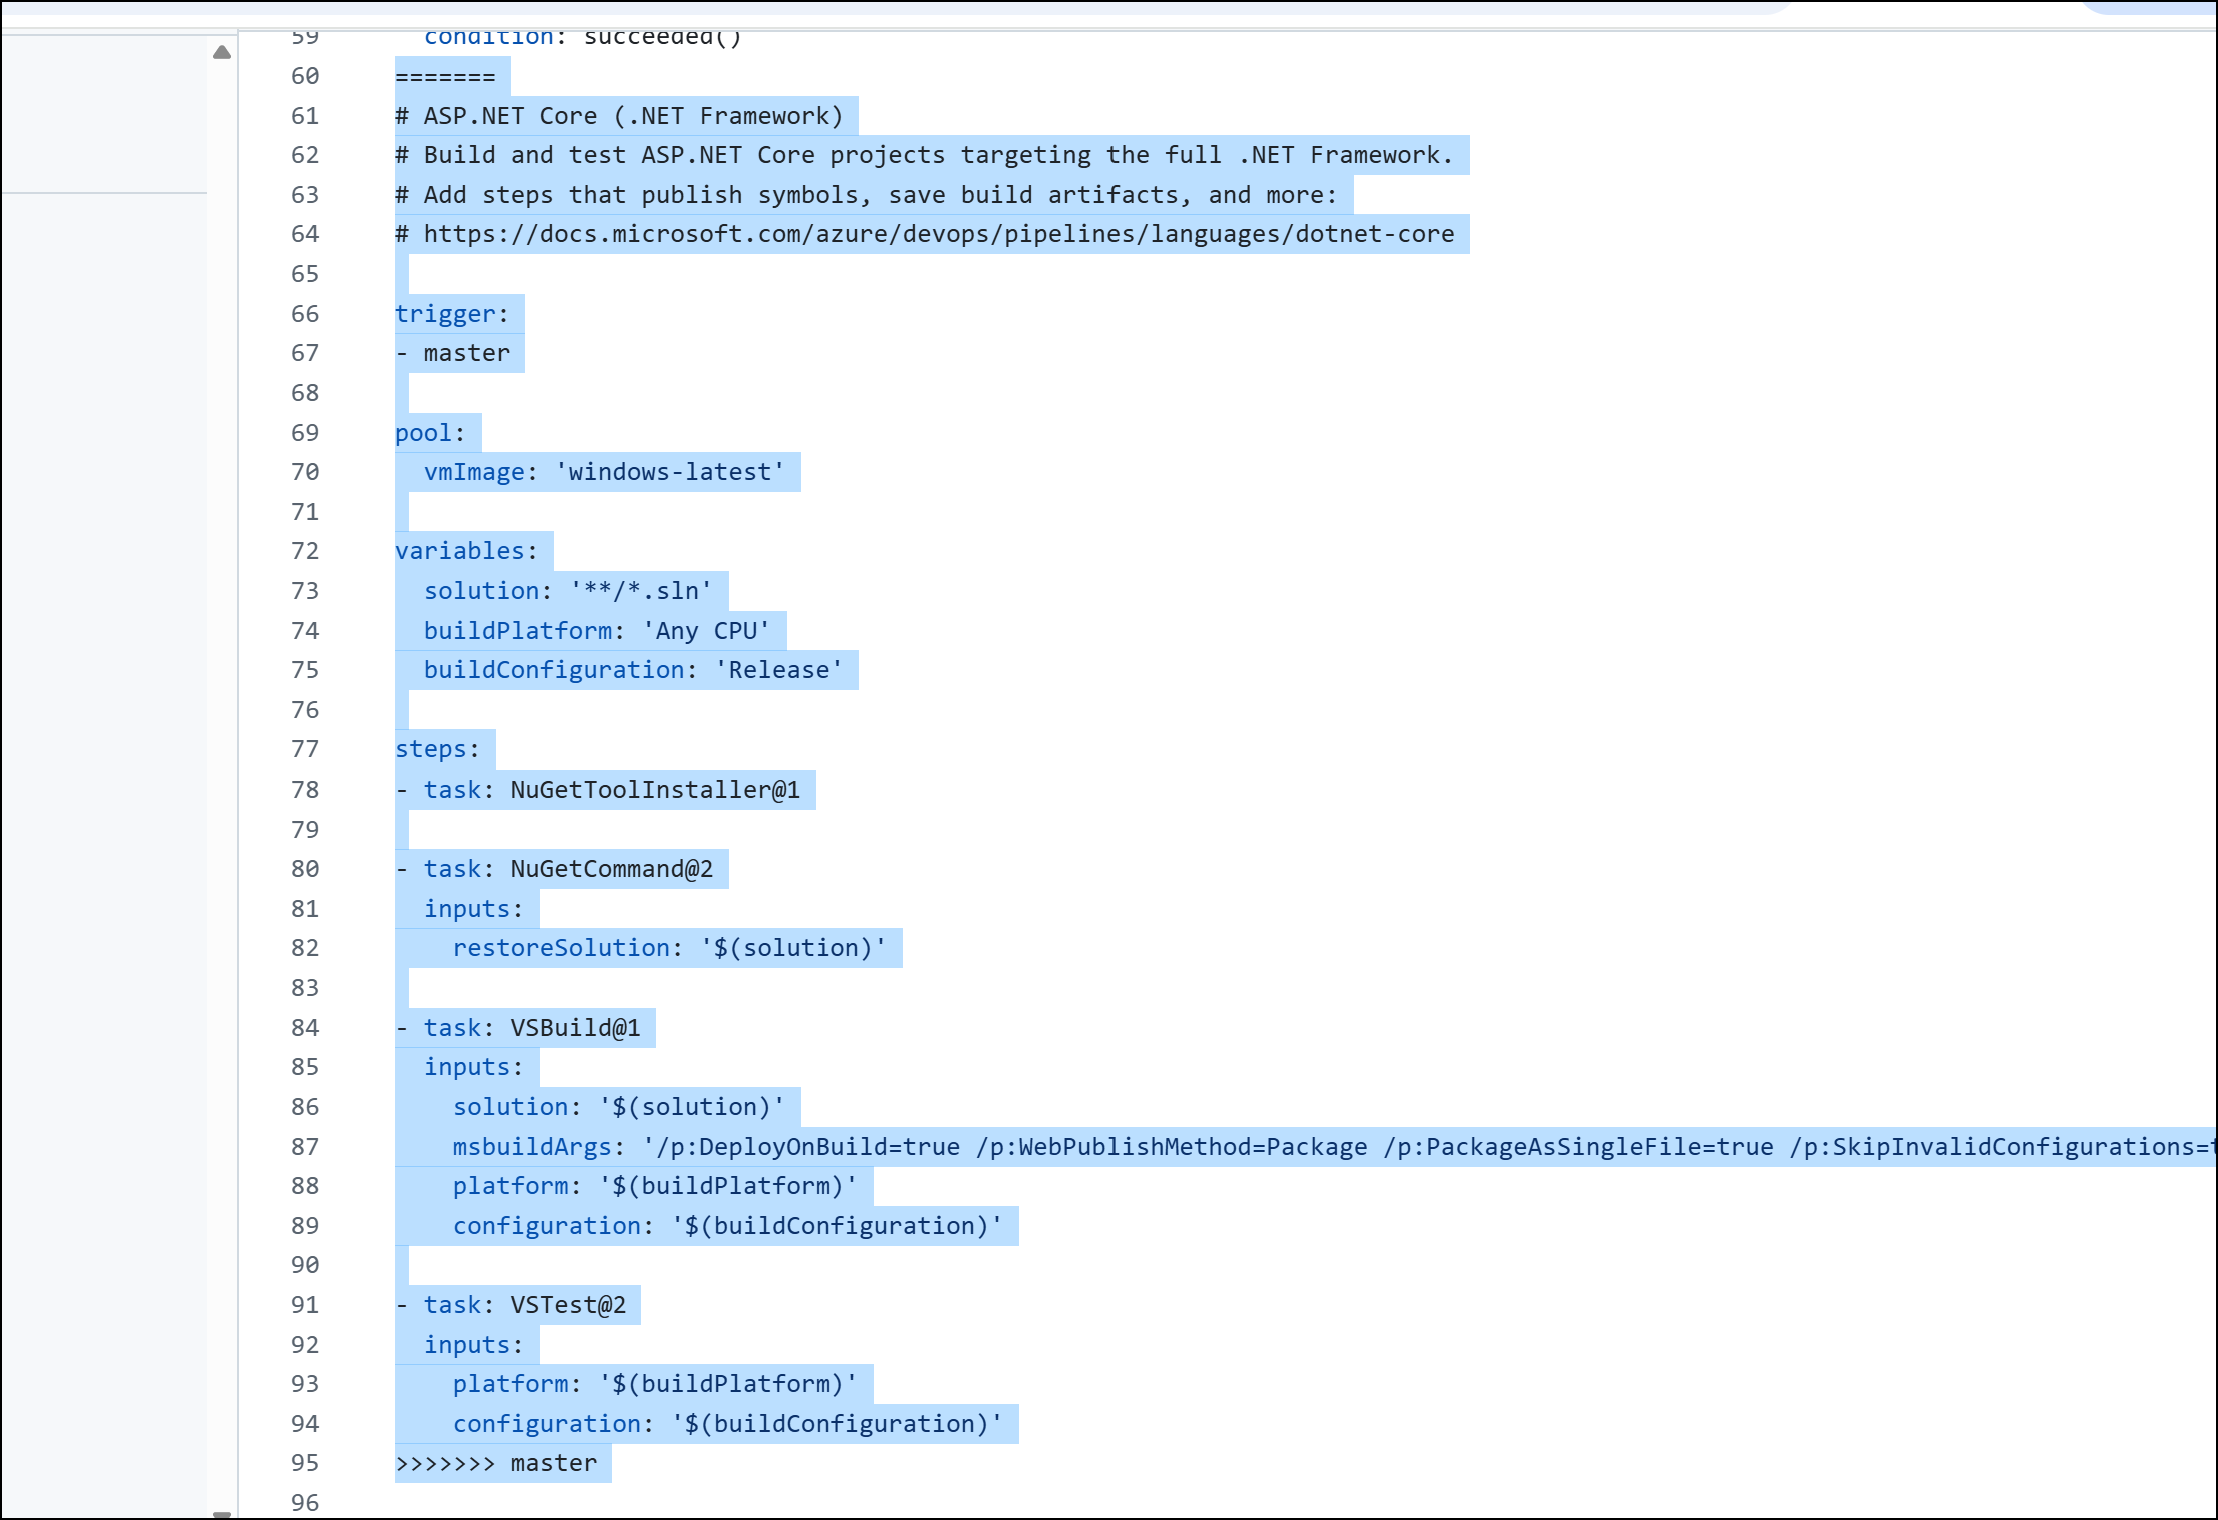 59 condition: succeeded()
60 =======
61 # ASP.NET Core (.NET Framework)
62 # Build and test ASP.NET Core projects targeting the full .NET Framework.
63 # Add steps that publish symbols, save build artifacts, and more:
64 # https://docs.microsoft.com/azure/devops/pipelines/languages/dotnet-core
65
66 trigger:
67 - master
68
69 pool:
70   vmImage: 'windows-latest'
71
72 variables:
73   solution: '**/*.sln'
74   buildPlatform: 'Any CPU'
75   buildConfiguration: 'Release'
76
77 steps:
78 - task: NuGetToolInstaller@1
79
80 - task: NuGetCommand@2
81   inputs:
82     restoreSolution: '$(solution)'
83
84 - task: VSBuild@1
85   inputs:
86     solution: '$(solution)'
87     msbuildArgs: '/p:DeployOnBuild=true /p:WebPublishMethod=Package /p:PackageAsSingleFile=true /p:SkipInvalidConfigurations=
88     platform: '$(buildPlatform)'
89     configuration: '$(buildConfiguration)'
90
91 - task: VSTest@2
92   inputs:
93     platform: '$(buildPlatform)'
94     configuration: '$(buildConfiguration)'
95 >>>>>>> master
96